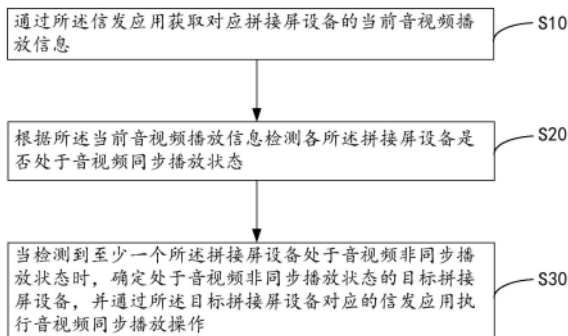 通过所述信发应用获取对应拼接屏设备的当前音视频播
放信息
S10
根据所述当前音视频播放信息检测各所述拼接屏设备是
否处于音视频同步播放状态
S20
当检测到至少一个所述拼接屏设备处于音视频非同步播
放状态时，确定处于音视频非同步播放状态的目标拼接
屏设备，并通过所述目标拼接屏设备对应的信发应用执
行音视频同步播放操作
S30